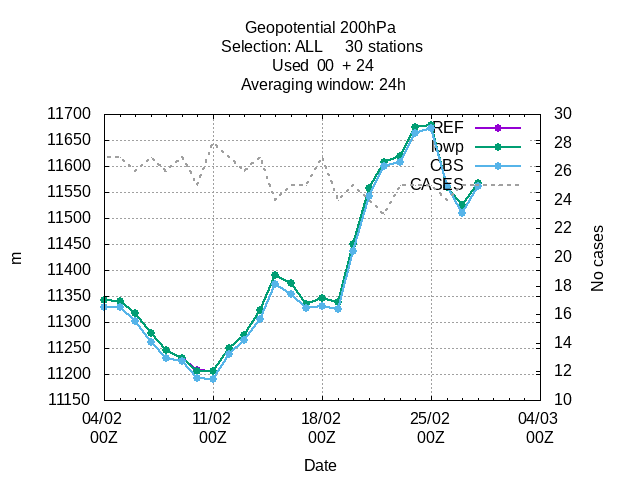 Geopotential 200hPa
Selection: ALL 30 stations
Used 00 + 24
Averaging window: 24h
11700
11650
11600
11550
11500
11450
11400
11350
11300
11250
11200
11150
m
30
28
26
24
22
20
18
16
14
12
10
No cases
REF
lowp
OBS
CASES
04/02 11/02 18/02 25/02 04/03
00Z 00Z 00Z 00Z 00Z
Date